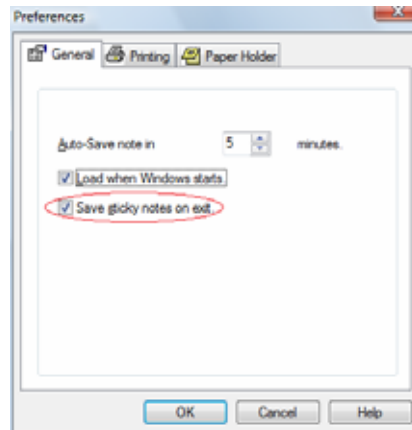 Preferences
General Printing Paper Holder
Auto-Save note in 5 minutes.
Load when Windows starts.
Save sticky notes on exit.
OK Cancel Help